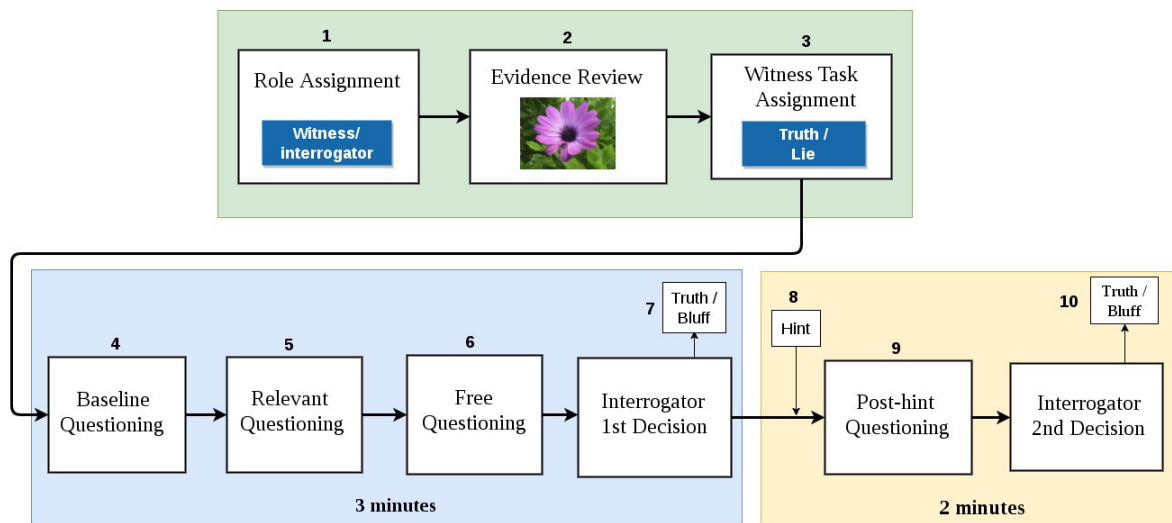 1
Role Assignment
Witness/
interrogator
2
Evidence Review
3
Witness Task
Assignment
Truth /
Lie
4
Baseline
Questioning
5
Relevant
Questioning
6
Free
Questioning
7
Truth /
Bluff
Interrogator
1st Decision
3 minutes
8
Hint
9
Post-hint
Questioning
10
Truth /
Bluff
Interrogator
2nd Decision
2 minutes